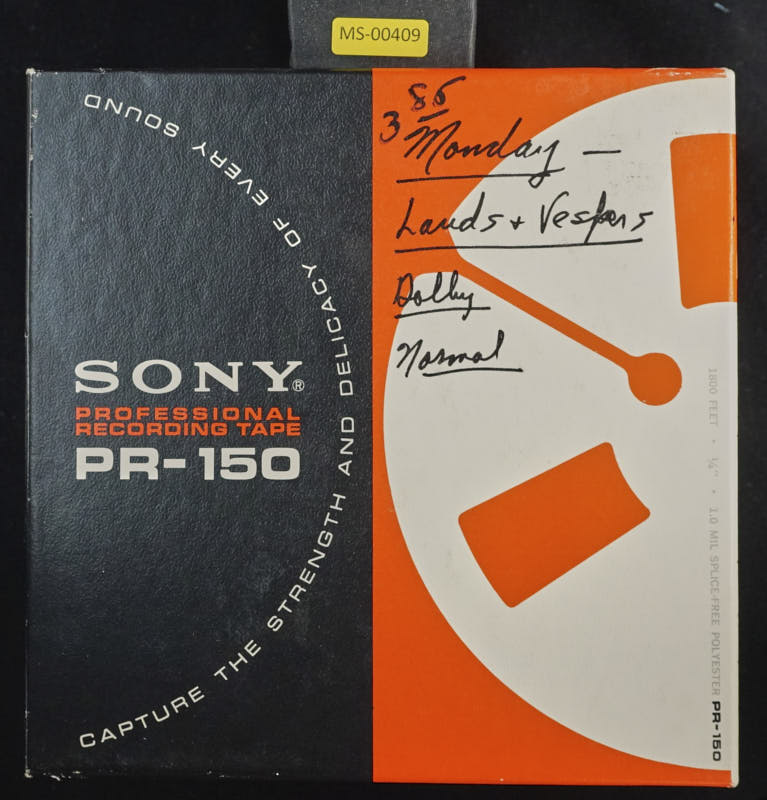 MS-00409
CAPTURE THE STRENGTH AND DELICACY OF EVERY SOUND
SONY®
PROFESSIONAL
RECORDING TAPE
PR-150
3 86
Monday —
Lauds + Vespers
Dolby
Normal
1800 FEET • ¼" • 1.0 MIL SPLICE-FREE POLYESTER PR-150